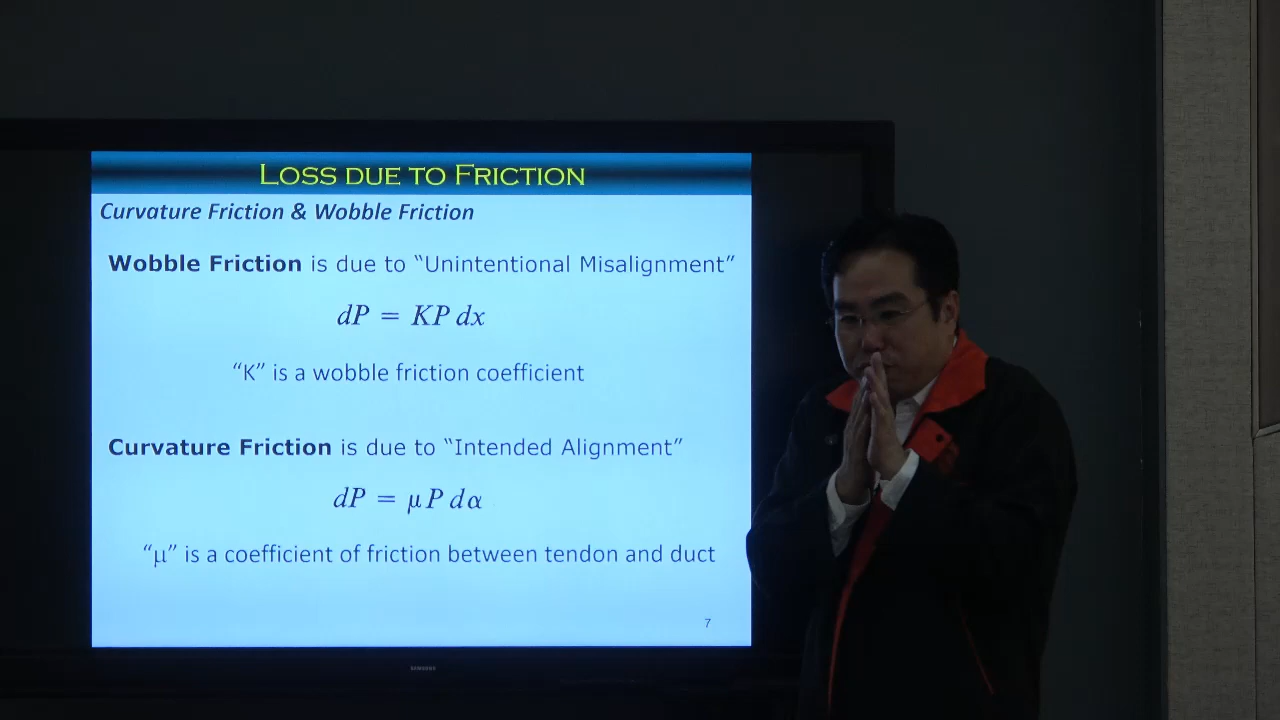 LOSS DUE TO FRICTION
Curvature Friction & Wobble Friction
Wobble Friction is due to “Unintentional Misalignment”
dP = KP dx
“K” is a wobble friction coefficient
Curvature Friction is due to “Intended Alignment”
dP = μ P dα
“μ” is a coefficient of friction between tendon and duct
7
SAMSUNG